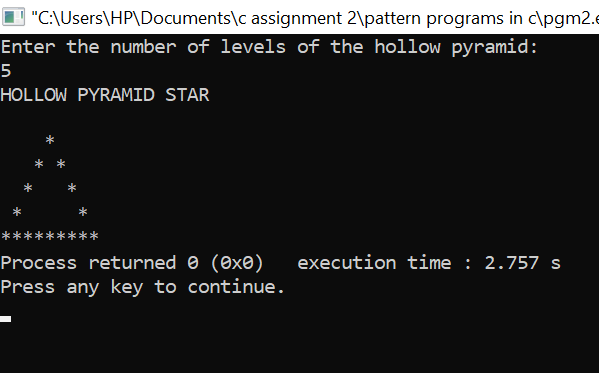 "C:\Users\HP\Documents\c assignment 2\pattern programs in c\pgm2.e
Enter the number of levels of the hollow pyramid:
5
HOLLOW PYRAMID STAR

    *
   * *
  *   *
 *     *
*********
Process returned 0 (0x0)   execution time : 2.757 s
Press any key to continue.